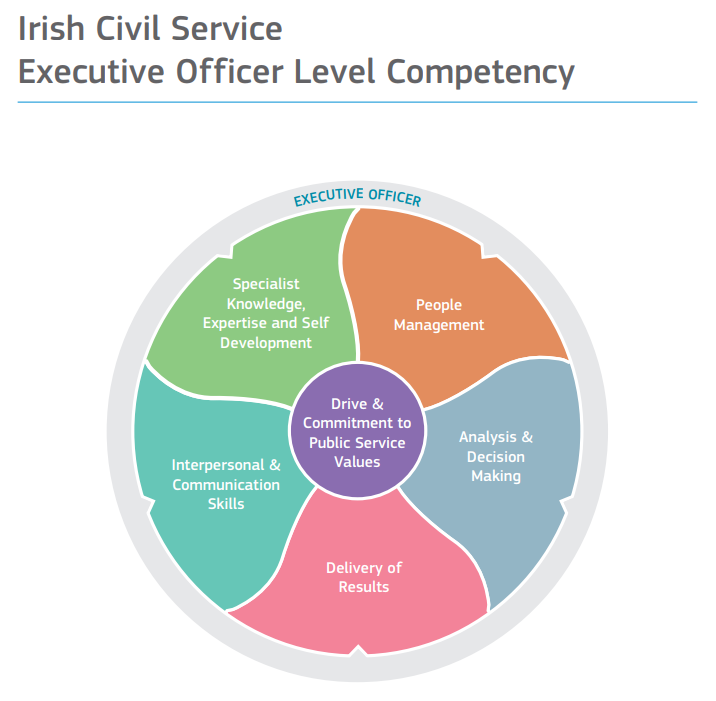 Irish Civil Service
Executive Officer Level Competency
EXECUTIVE OFFICER
Specialist
Knowledge,
Expertise and Self
Development
People
Management
Drive &
Commitment to
Public Service
Values
Analysis &
Decision
Making
Interpersonal &
Communication
Skills
Delivery of
Results